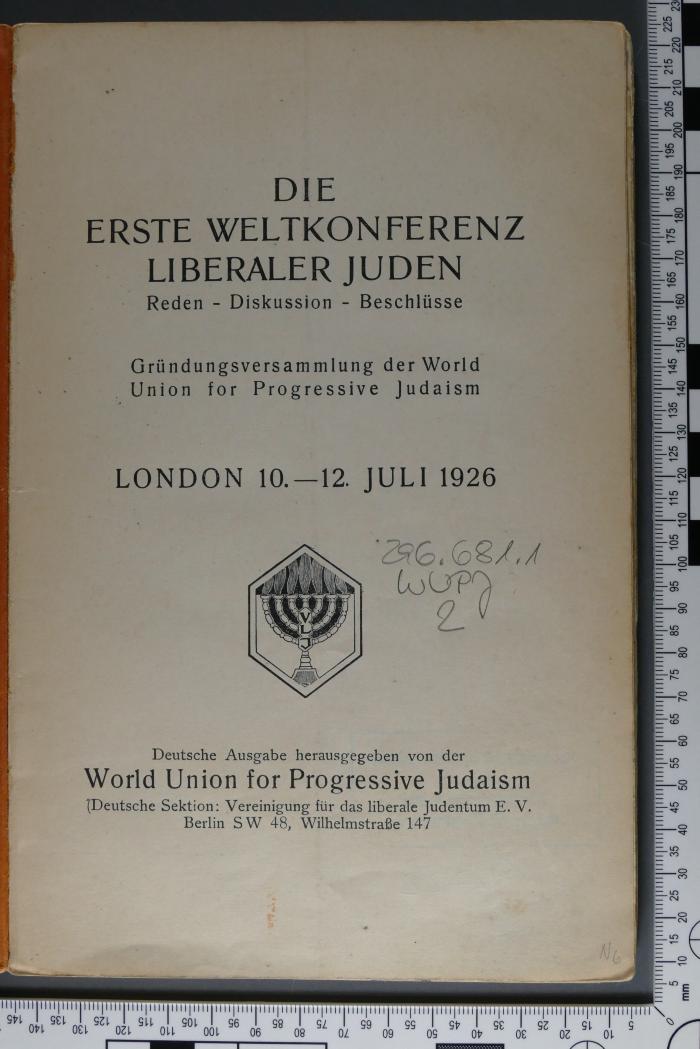 DIE
ERSTE WELTKONFERENZ
LIBERALER JUDEN
Reden - Diskussion - Beschlüsse
Gründungsversammlung der World
Union for Progressive Judaism
LONDON 10.—12. JULI 1926
296.681.1
WUPJ
2
VLJ
Deutsche Ausgabe herausgegeben von der
World Union for Progressive Judaism
(Deutsche Sektion: Vereinigung für das liberale Judentum E. V.
Berlin SW 48, Wilhelmstraße 147
N6